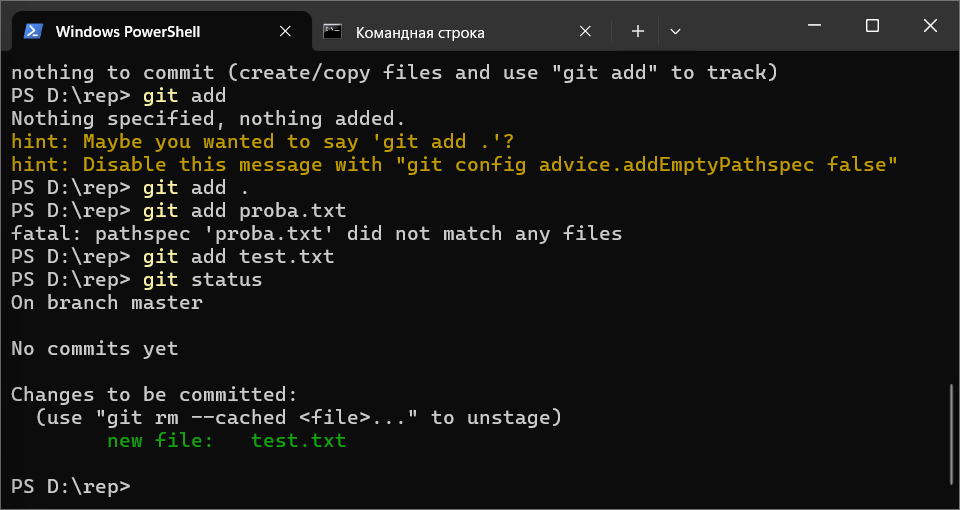 Windows PowerShell
Командная строка
nothing to commit (create/copy files and use "git add" to track)
PS D:\rep> git add
Nothing specified, nothing added.
hint: Maybe you wanted to say 'git add .'?
hint: Disable this message with "git config advice.addEmptyPathspec false"
PS D:\rep> git add .
PS D:\rep> git add proba.txt
fatal: pathspec 'proba.txt' did not match any files
PS D:\rep> git add test.txt
PS D:\rep> git status
On branch master
No commits yet
Changes to be committed:
  (use "git rm --cached <file>..." to unstage)
        new file:   test.txt
PS D:\rep>